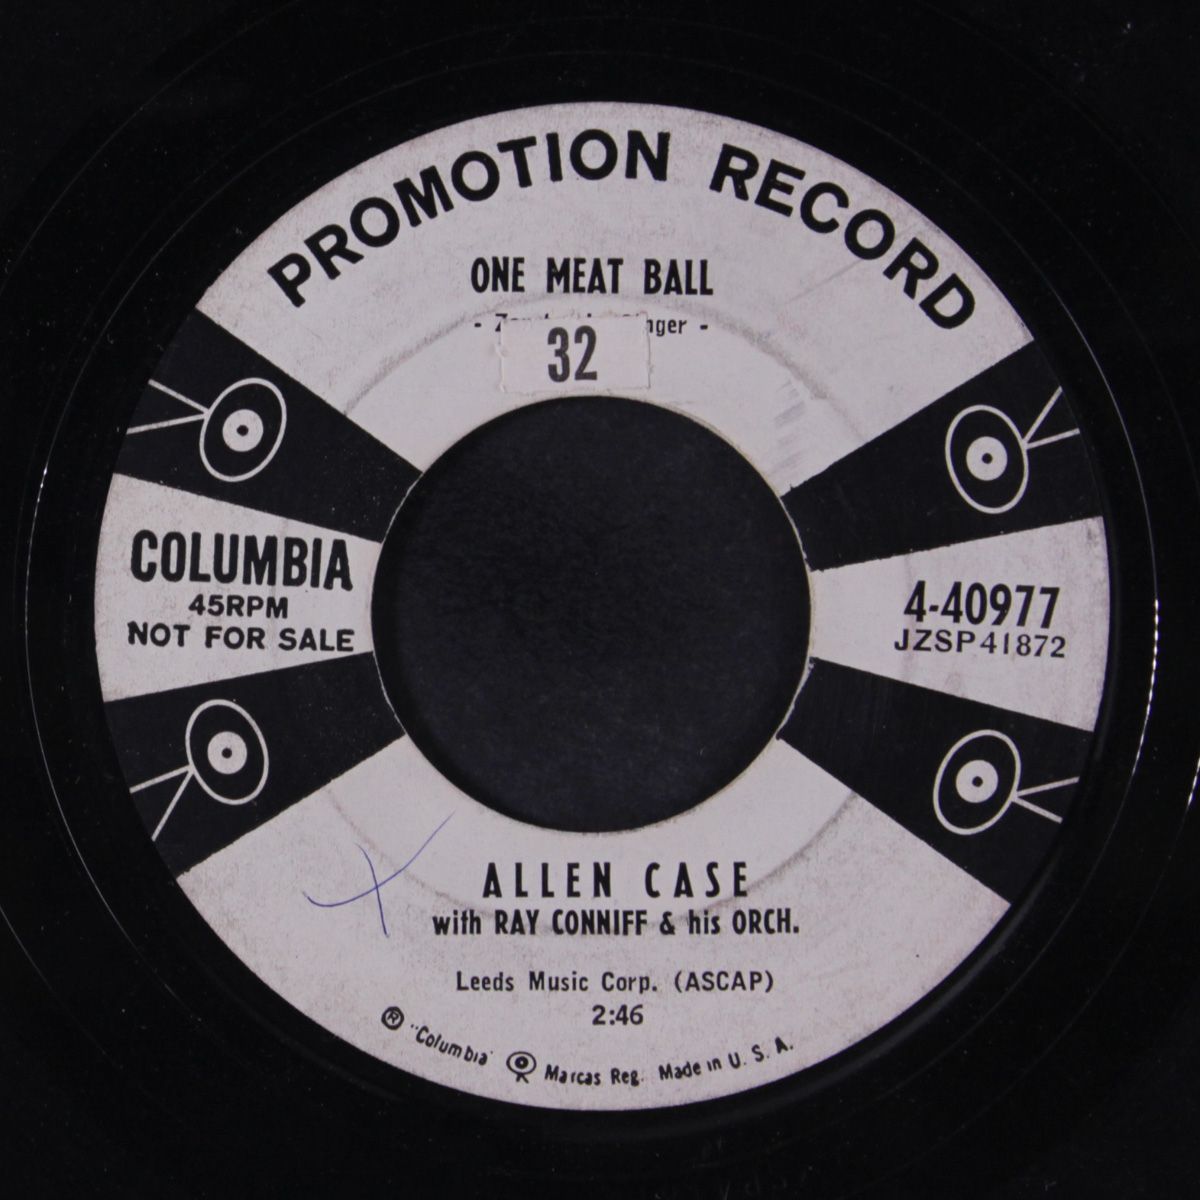 PROMOTION RECORD
ONE MEAT BALL
32
COLUMBIA
45RPM
NOT FOR SALE
4-40977
JZSP41872
ALLEN CASE
with RAY CONNIFF & his ORCH.
Leeds Music Corp. (ASCAP)
2:46
® "Columbia" Marcas Reg. Made in U. S. A.